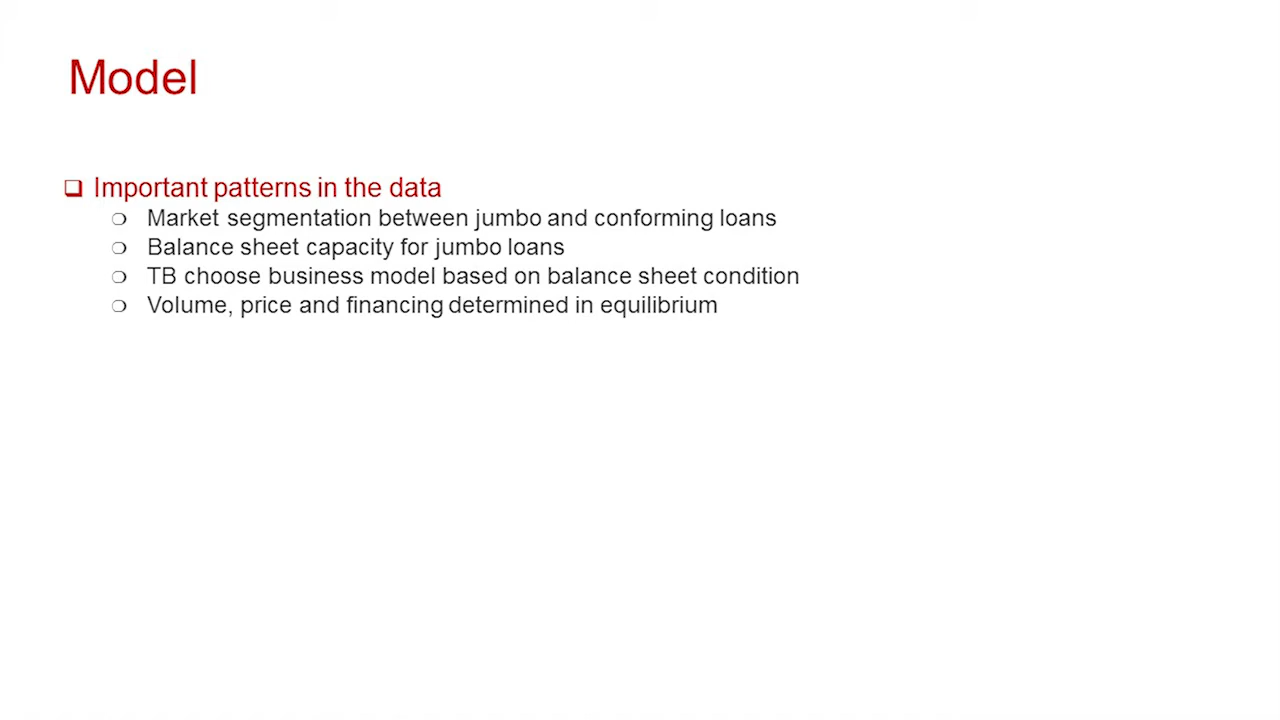 Model
Important patterns in the data
Market segmentation between jumbo and conforming loans
Balance sheet capacity for jumbo loans
TB choose business model based on balance sheet condition
Volume, price and financing determined in equilibrium